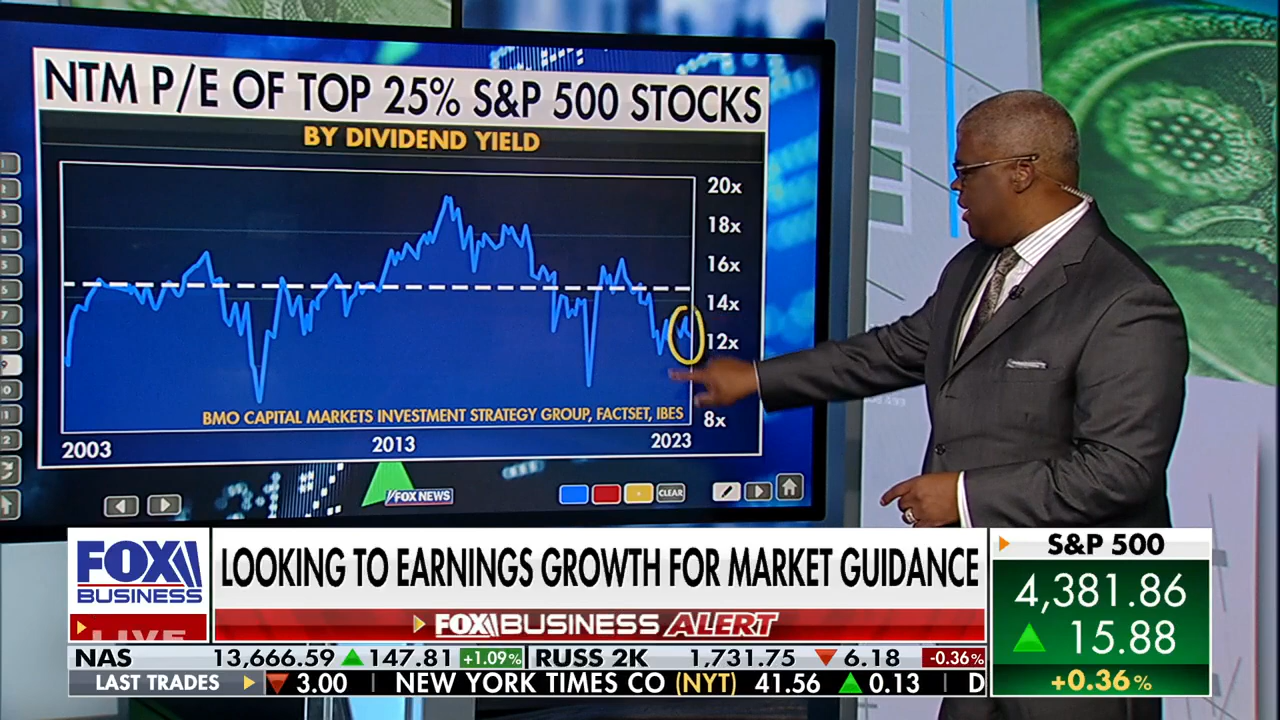 NTM P/E OF TOP 25% S&P 500 STOCKS
BY DIVIDEND YIELD
20x
18x
16x
14x
12x
8x
BMO CAPITAL MARKETS INVESTMENT STRATEGY GROUP, FACTSET, IBES
2003 2013 2023
FOX NEWS
CLEAR
FOX BUSINESS
LIVE
LOOKING TO EARNINGS GROWTH FOR MARKET GUIDANCE
FOX BUSINESS ALERT
S&P 500
4,381.86
15.88
+0.36%
NAS 13,666.59 147.81 +1.09% RUSS 2K 1,731.75 6.18 -0.36%
LAST TRADES 3.00 NEW YORK TIMES CO (NYT) 41.56 0.13 D